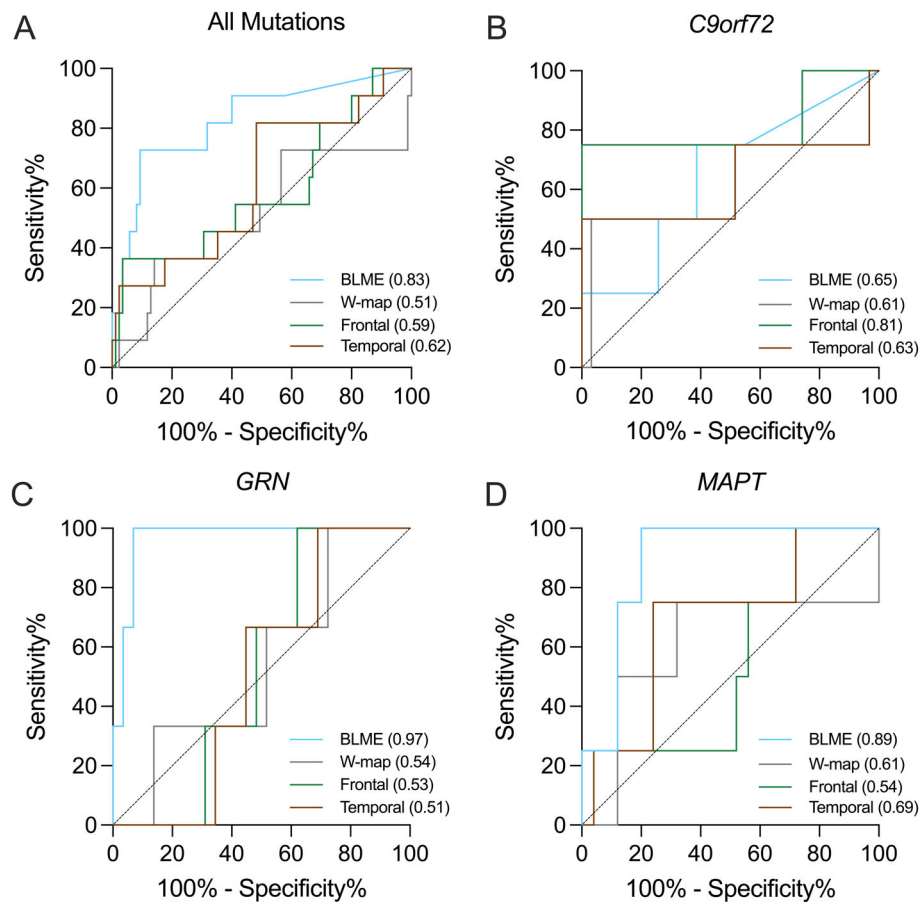 A
All Mutations
100
80
60
40
20
0
Sensitivity%
BLME (0.83)
W-map (0.51)
Frontal (0.59)
Temporal (0.62)
0 20 40 60 80 100
100% - Specificity%
B
C9orf72
100
80
60
40
20
0
Sensitivity%
BLME (0.65)
W-map (0.61)
Frontal (0.81)
Temporal (0.63)
0 20 40 60 80 100
100% - Specificity%
C
GRN
100
80
60
40
20
0
Sensitivity%
BLME (0.97)
W-map (0.54)
Frontal (0.53)
Temporal (0.51)
0 20 40 60 80 100
100% - Specificity%
D
MAPT
100
80
60
40
20
0
Sensitivity%
BLME (0.89)
W-map (0.61)
Frontal (0.54)
Temporal (0.69)
0 20 40 60 80 100
100% - Specificity%